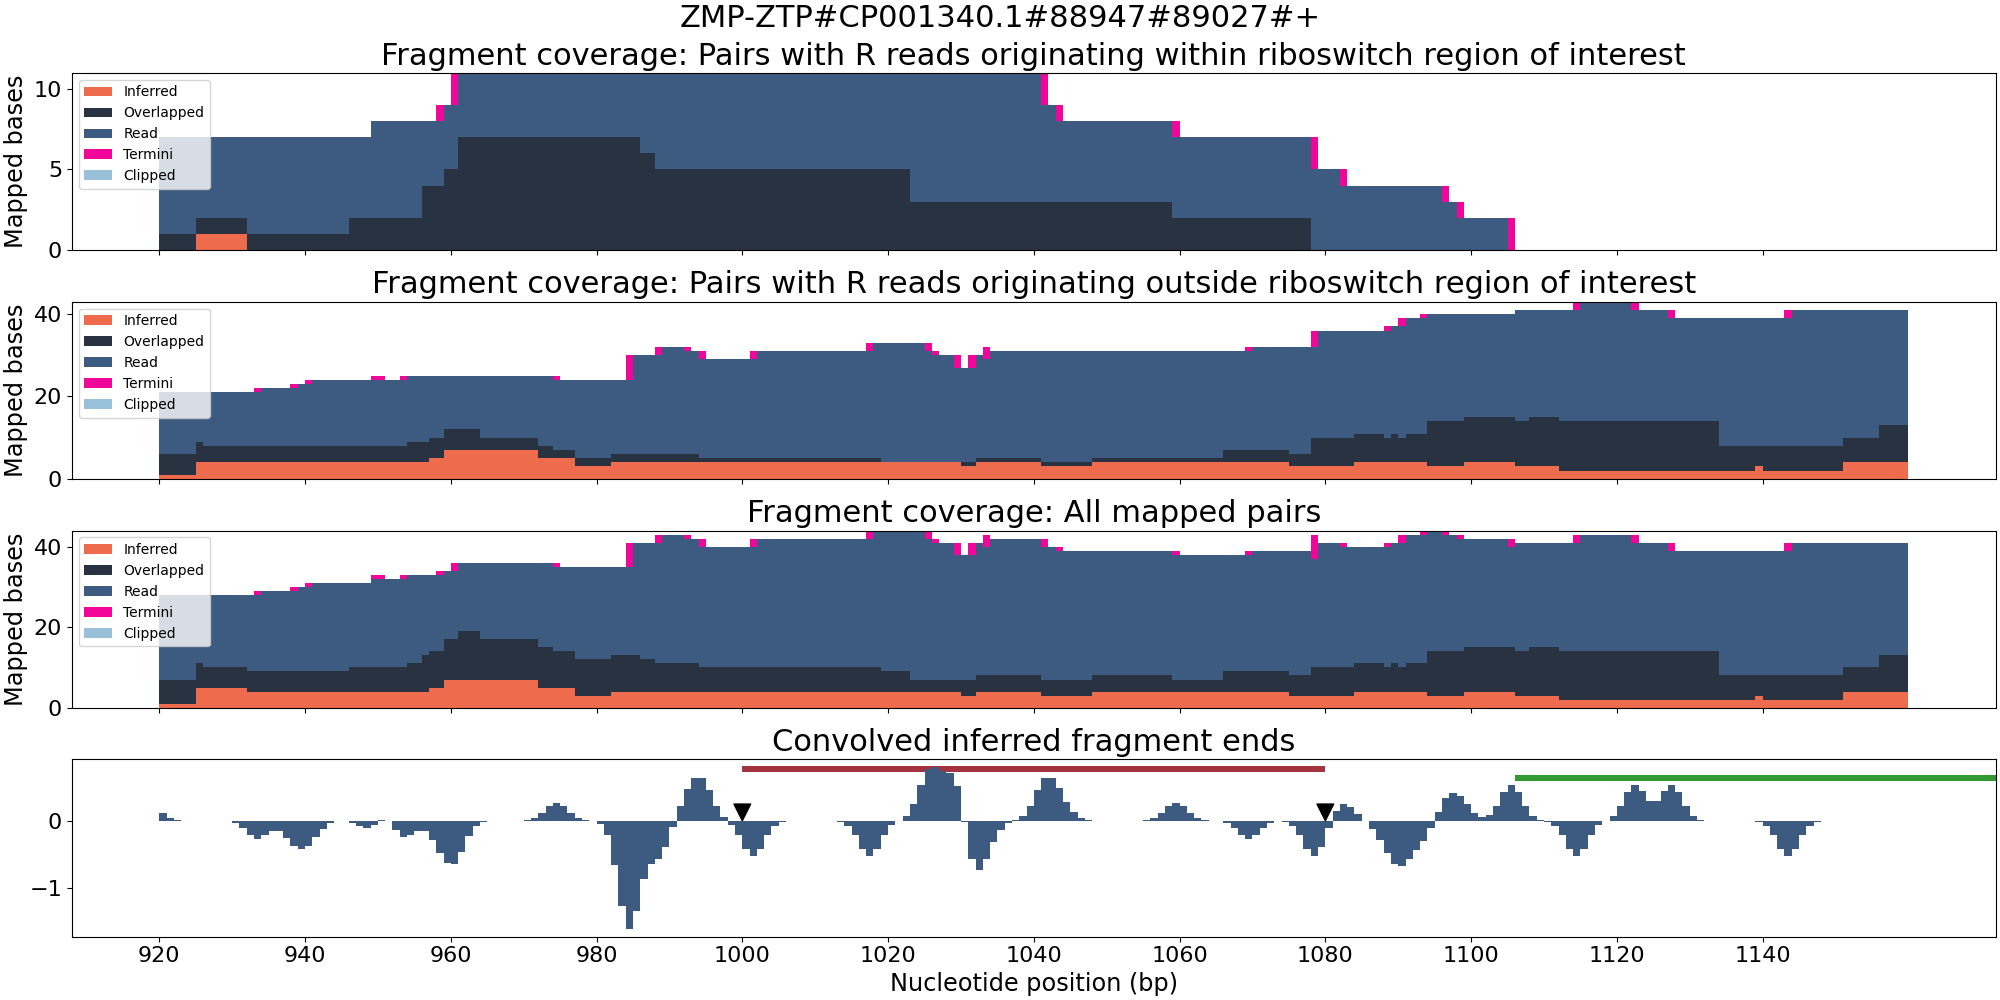 ZMP-ZTP#CP001340.1#88947#89027#+
Fragment coverage: Pairs with R reads originating within riboswitch region of interest
Mapped bases
10
5
0
Inferred
Overlapped
Read
Termini
Clipped
Fragment coverage: Pairs with R reads originating outside riboswitch region of interest
Mapped bases
40
20
0
Inferred
Overlapped
Read
Termini
Clipped
Fragment coverage: All mapped pairs
Mapped bases
40
20
0
Inferred
Overlapped
Read
Termini
Clipped
Convolved inferred fragment ends
0
−1
920 940 960 980 1000 1020 1040 1060 1080 1100 1120 1140
Nucleotide position (bp)